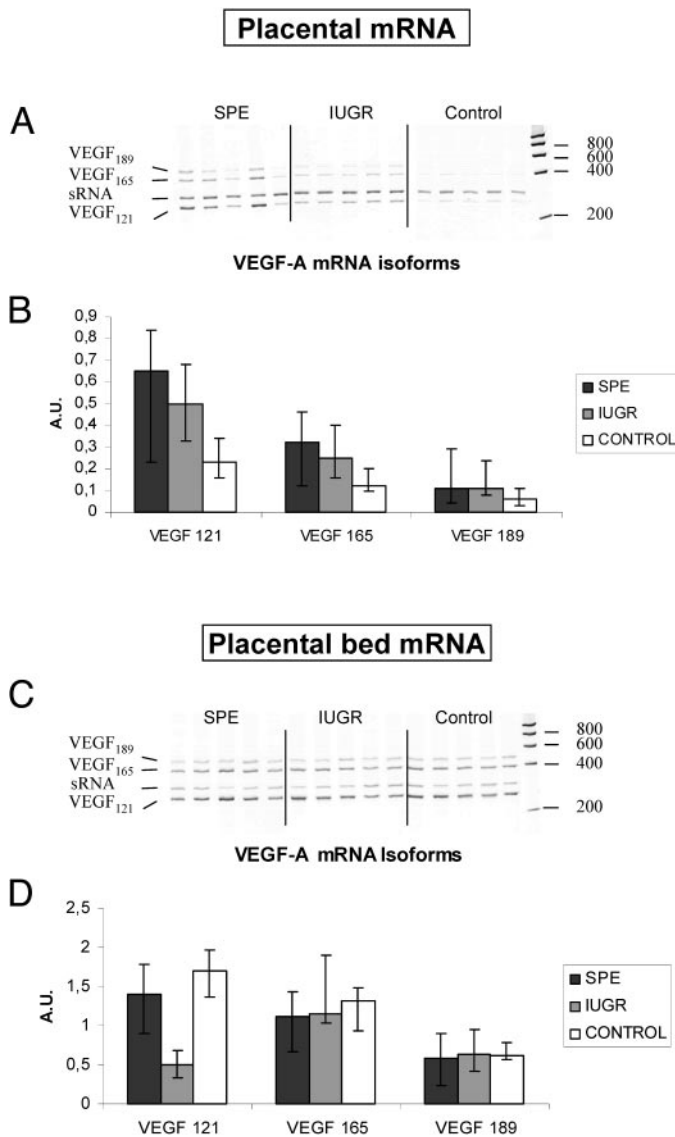 Placental mRNA
A
SPE IUGR Control
VEGF189
VEGF165
sRNA
VEGF121
800
600
400
200
VEGF-A mRNA isoforms
B
0,9
0,8
0,7
0,6
0,5
0,4
0,3
0,2
0,1
0
A.U.
VEGF 121 VEGF 165 VEGF 189
SPE
IUGR
CONTROL
Placental bed mRNA
C
SPE IUGR Control
VEGF189
VEGF165
sRNA
VEGF121
800
600
400
200
VEGF-A mRNA Isoforms
D
2,5
2
1,5
1
0,5
0
A.U.
VEGF 121 VEGF 165 VEGF 189
SPE
IUGR
CONTROL